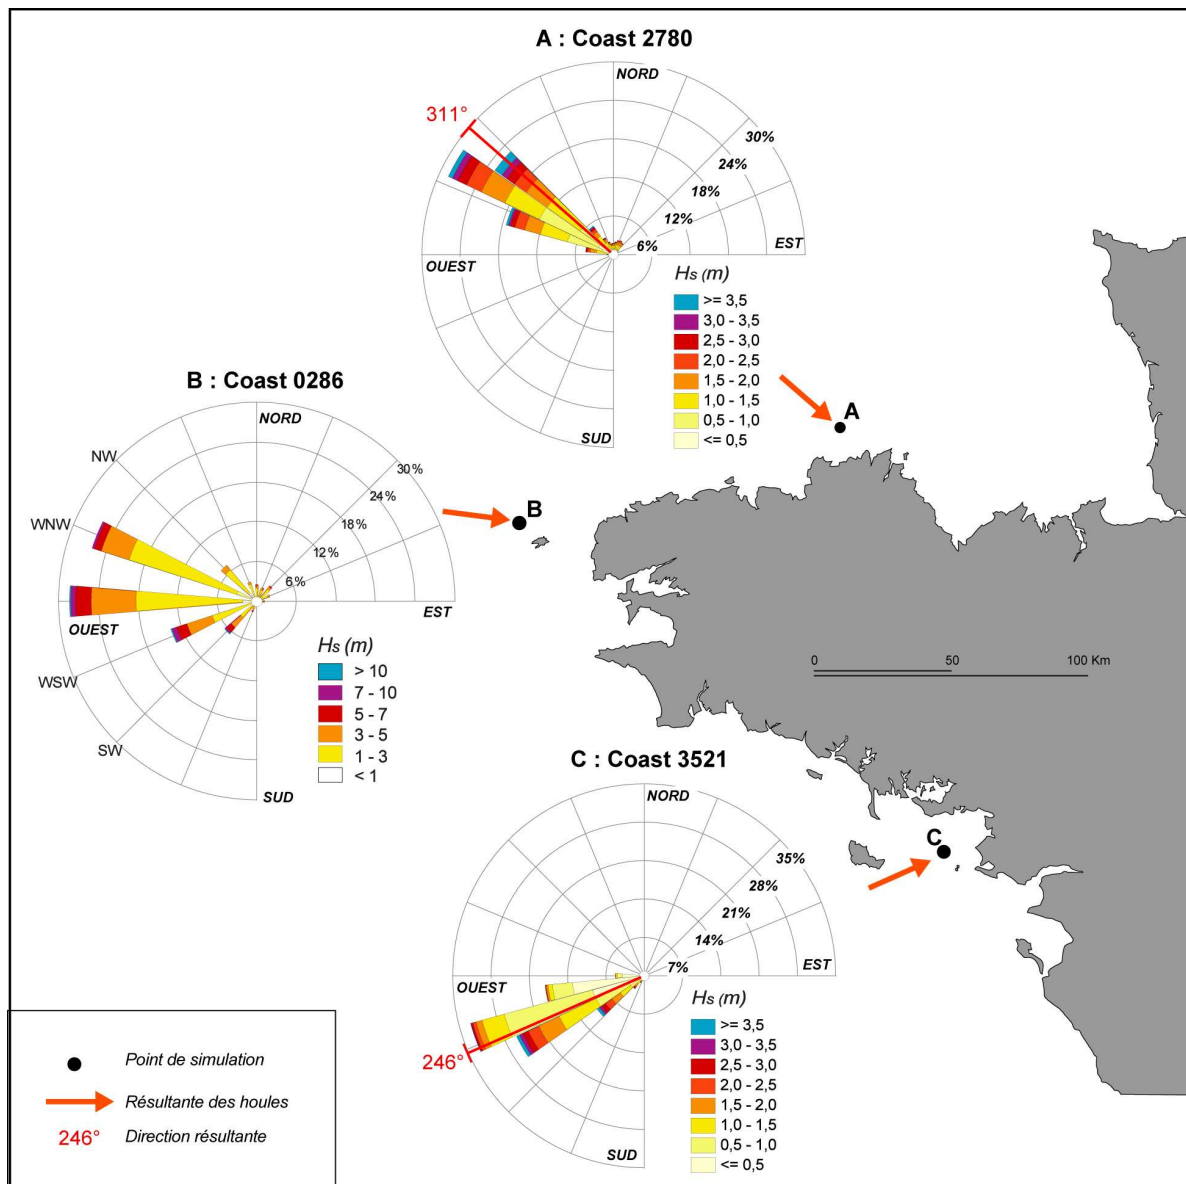 A : Coast 2780
NORD
311°
30%
24%
18%
12%
6%
OUEST
EST
SUD
Hs (m)
>= 3,5
3,0 - 3,5
2,5 - 3,0
2,0 - 2,5
1,5 - 2,0
1,0 - 1,5
0,5 - 1,0
<= 0,5
A
B : Coast 0286
NORD
NW
WNW
OUEST
WSW
SW
30%
24%
18%
12%
6%
EST
SUD
Hs (m)
> 10
7 - 10
5 - 7
3 - 5
1 - 3
< 1
B
0 50 100 Km
C : Coast 3521
NORD
35%
28%
21%
14%
7%
OUEST
EST
246°
SUD
Hs (m)
>= 3,5
3,0 - 3,5
2,5 - 3,0
2,0 - 2,5
1,5 - 2,0
1,0 - 1,5
0,5 - 1,0
<= 0,5
C
Point de simulation
Résultante des houles
246° Direction résultante